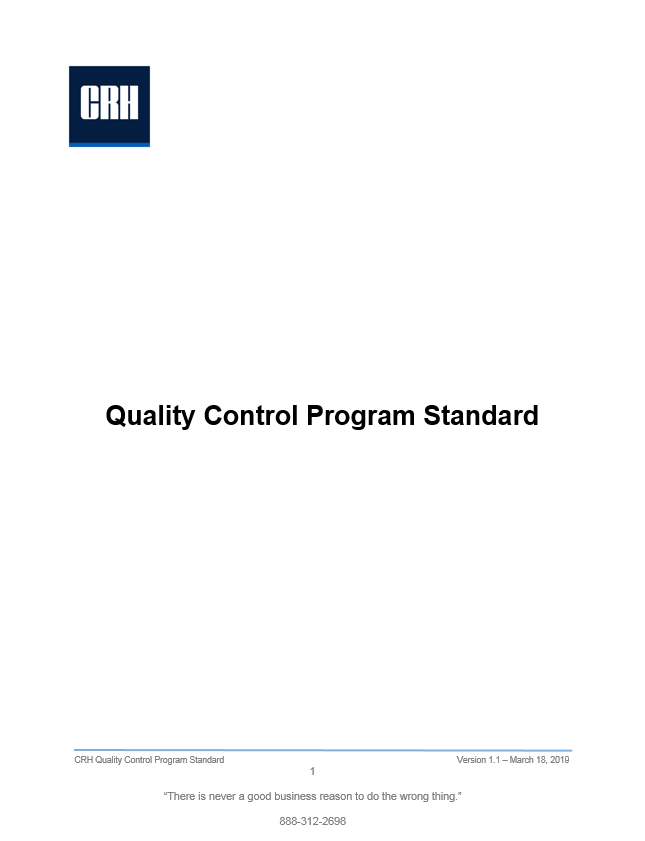 CRH
Quality Control Program Standard
CRH Quality Control Program Standard Version 1.1 – March 18, 2019
1
“There is never a good business reason to do the wrong thing.”
888-312-2698